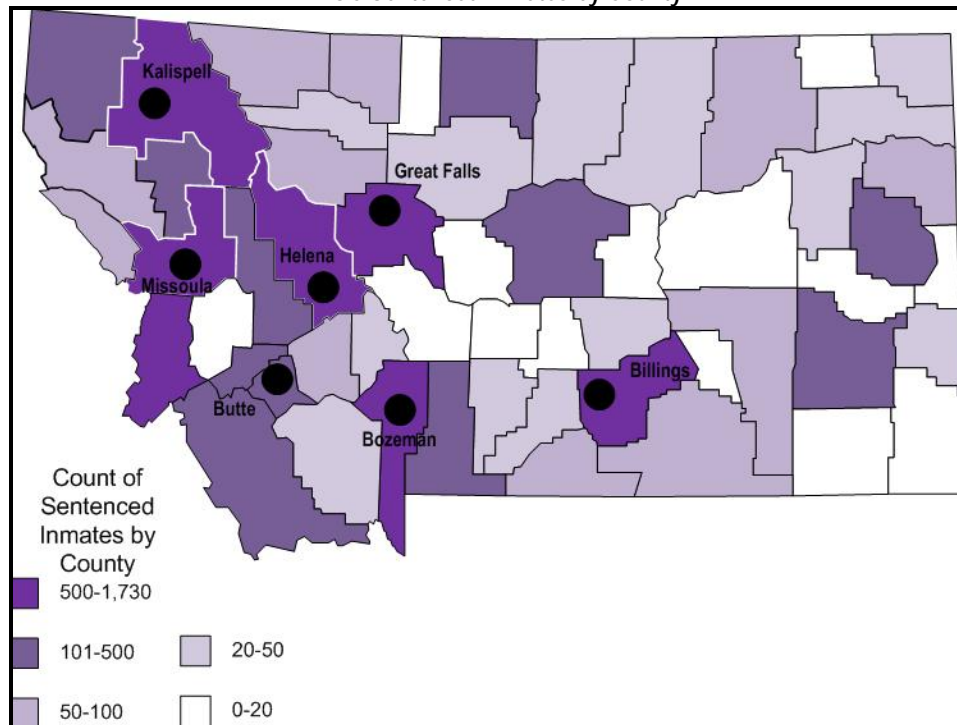 Kalispell
Great Falls
Helena
Missoula
Billings
Butte
Bozeman
Count of
Sentenced
Inmates by
County
500-1,730
101-500
20-50
50-100
0-20